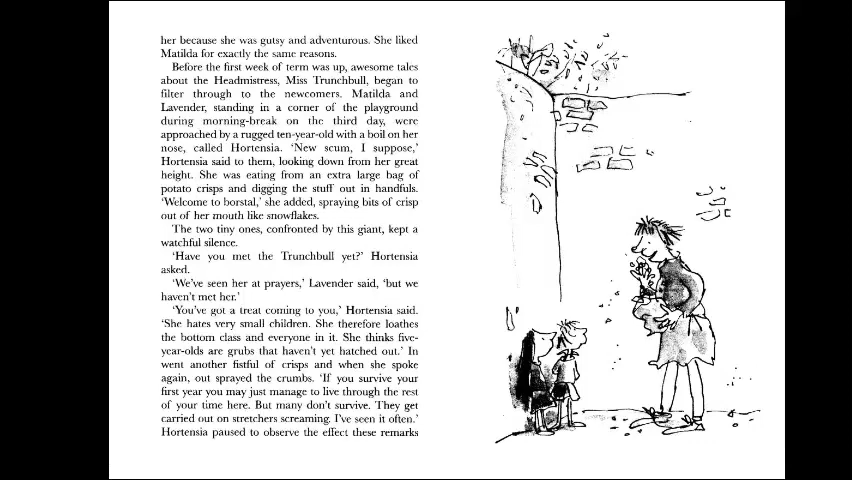 her because she was gutsy and adventurous. She liked
Matilda for exactly the same reasons.
Before the first week of term was up, awesome tales
about the Headmistress, Miss Trunchbull, began to
filter through to the newcomers. Matilda and
Lavender, standing in a corner of the playground
during morning-break on the third day, were
approached by a rugged ten-year-old with a boil on her
nose, called Hortensia. ‘New scum, I suppose,’
Hortensia said to them, looking down from her great
height. She was eating from an extra large bag of
potato crisps and digging the stuff out in handfuls.
‘Welcome to borstal,’ she added, spraying bits of crisp
out of her mouth like snowflakes.
The two tiny ones, confronted by this giant, kept a
watchful silence.
‘Have you met the Trunchbull yet?’ Hortensia
asked.
‘We’ve seen her at prayers,’ Lavender said, ‘but we
haven’t met her.’
‘You’ve got a treat coming to you,’ Hortensia said.
‘She hates very small children. She therefore loathes
the bottom class and everyone in it. She thinks five-
year-olds are grubs that haven’t yet hatched out.’ In
went another fistful of crisps and when she spoke
again, out sprayed the crumbs. ‘If you survive your
first year you may just manage to live through the rest
of your time here. But many don’t survive. They get
carried out on stretchers screaming. I’ve seen it often.’
Hortensia paused to observe the effect these remarks